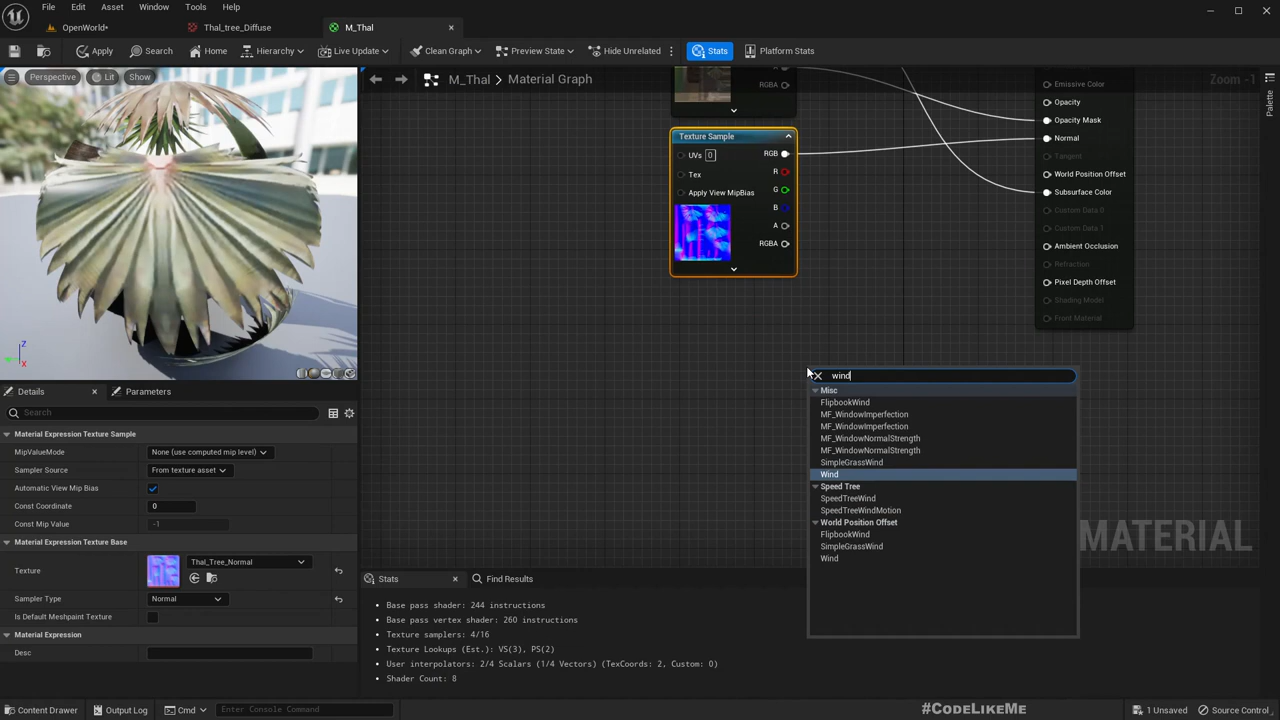 File Edit Asset Window Tools Help
OpenWorld* Thal_tree_Diffuse M_Thal
Apply Search Home Hierarchy Live Update Clean Graph Preview State Hide Unrelated Stats Platform Stats
Perspective Lit Show
M_Thal > Material Graph Zoom -1
Palette
RGBA
Emissive Color
Opacity
Opacity Mask
Normal
Tangent
World Position Offset
Subsurface Color
Custom Data 0
Custom Data 1
Ambient Occlusion
Refraction
Pixel Depth Offset
Shading Model
Front Material
Texture Sample
UVs 0 RGB
Tex R
Apply View MipBias G
B
A
RGBA
Z
X
wind
Misc
FlipbookWind
MF_WindowImperfection
MF_WindowImperfection
MF_WindowNormalStrength
MF_WindowNormalStrength
SimpleGrassWind
Wind
Speed Tree
SpeedTreeWind
SpeedTreeWindMotion
World Position Offset
FlipbookWind
SimpleGrassWind
Wind
MATERIAL
Details Parameters
Search
Material Expression Texture Sample
MipValueMode None (use computed mip level)
Sampler Source From texture asset
Automatic View Mip Bias
Const Coordinate 0
Const Mip Value -1
Material Expression Texture Base
Texture Thal_Tree_Normal
Sampler Type Normal
Is Default Meshpaint Texture
Material Expression
Desc
Stats Find Results
• Base pass shader: 244 instructions
• Base pass vertex shader: 260 instructions
• Texture samplers: 4/16
• Texture Lookups (Est.): VS(3), PS(2)
• User interpolators: 2/4 Scalars (1/4 Vectors) (TexCoords: 2, Custom: 0)
• Shader Count: 8
Content Drawer Output Log Cmd Enter Console Command #CodeLikeMe 1 Unsaved Source Control